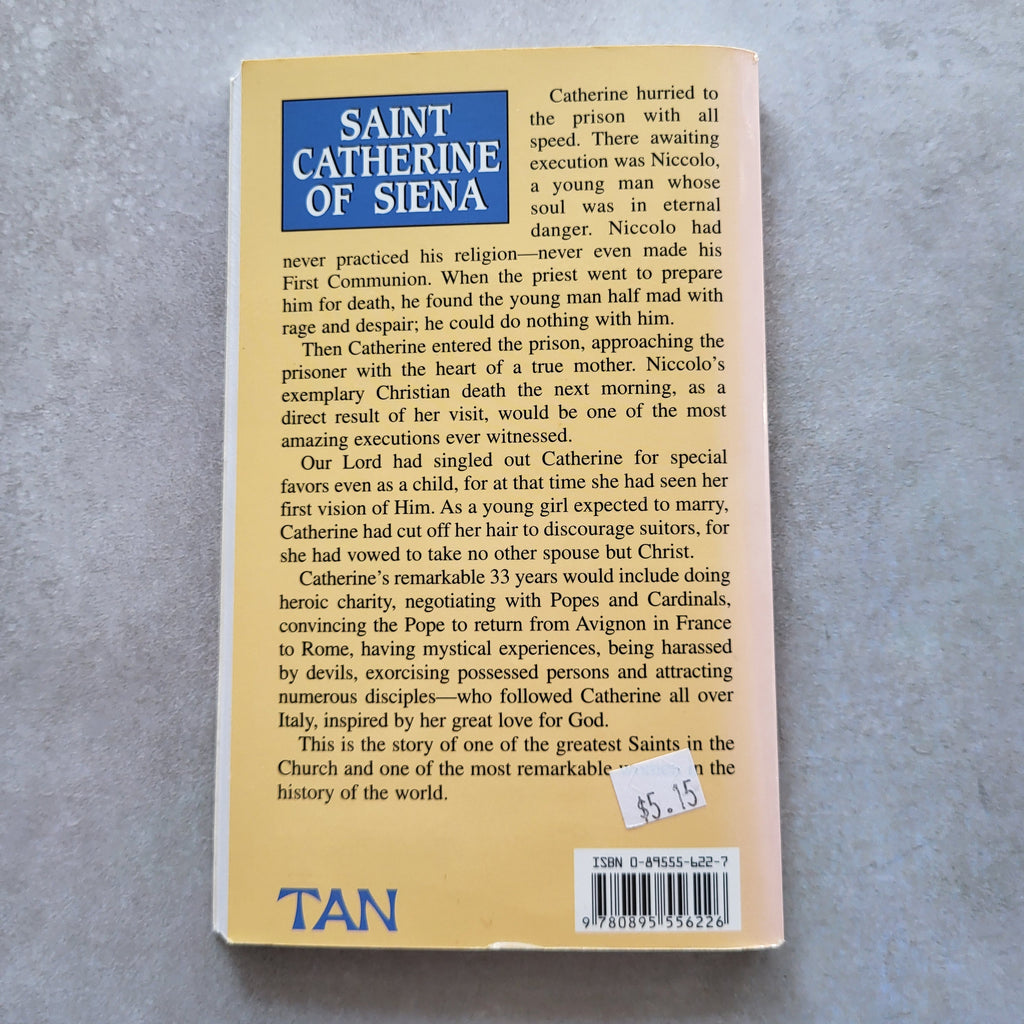 SAINT
CATHERINE
OF SIENA
Catherine hurried to
the prison with all
speed. There awaiting
execution was Niccolo,
a young man whose
soul was in eternal
danger. Niccolo had
never practiced his religion—never even made his
First Communion. When the priest went to prepare
him for death, he found the young man half mad with
rage and despair; he could do nothing with him.
Then Catherine entered the prison, approaching the
prisoner with the heart of a true mother. Niccolo's
exemplary Christian death the next morning, as a
direct result of her visit, would be one of the most
amazing executions ever witnessed.
Our Lord had singled out Catherine for special
favors even as a child, for at that time she had seen her
first vision of Him. As a young girl expected to marry,
Catherine had cut off her hair to discourage suitors, for
she had vowed to take no other spouse but Christ.
Catherine's remarkable 33 years would include doing
heroic charity, negotiating with Popes and Cardinals,
convincing the Pope to return from Avignon in France
to Rome, having mystical experiences, being harassed
by devils, exorcising possessed persons and attracting
numerous disciples—who followed Catherine all over
Italy, inspired by her great love for God.
This is the story of one of the greatest Saints in the
Church and one of the most remarkable in the
history of the world.
$5.15
ISBN 0-89555-622-7
9 780895 556226
TAN